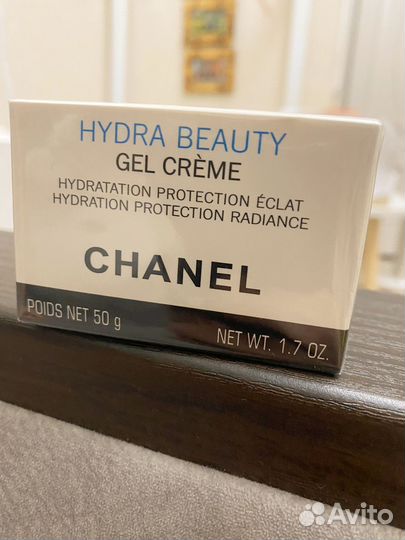 HYDRA BEAUTY
GEL CRÈME
HYDRATATION PROTECTION ÉCLAT
HYDRATION PROTECTION RADIANCE
CHANEL
POIDS NET 50 g
NET WT. 1.7 OZ.
Avito